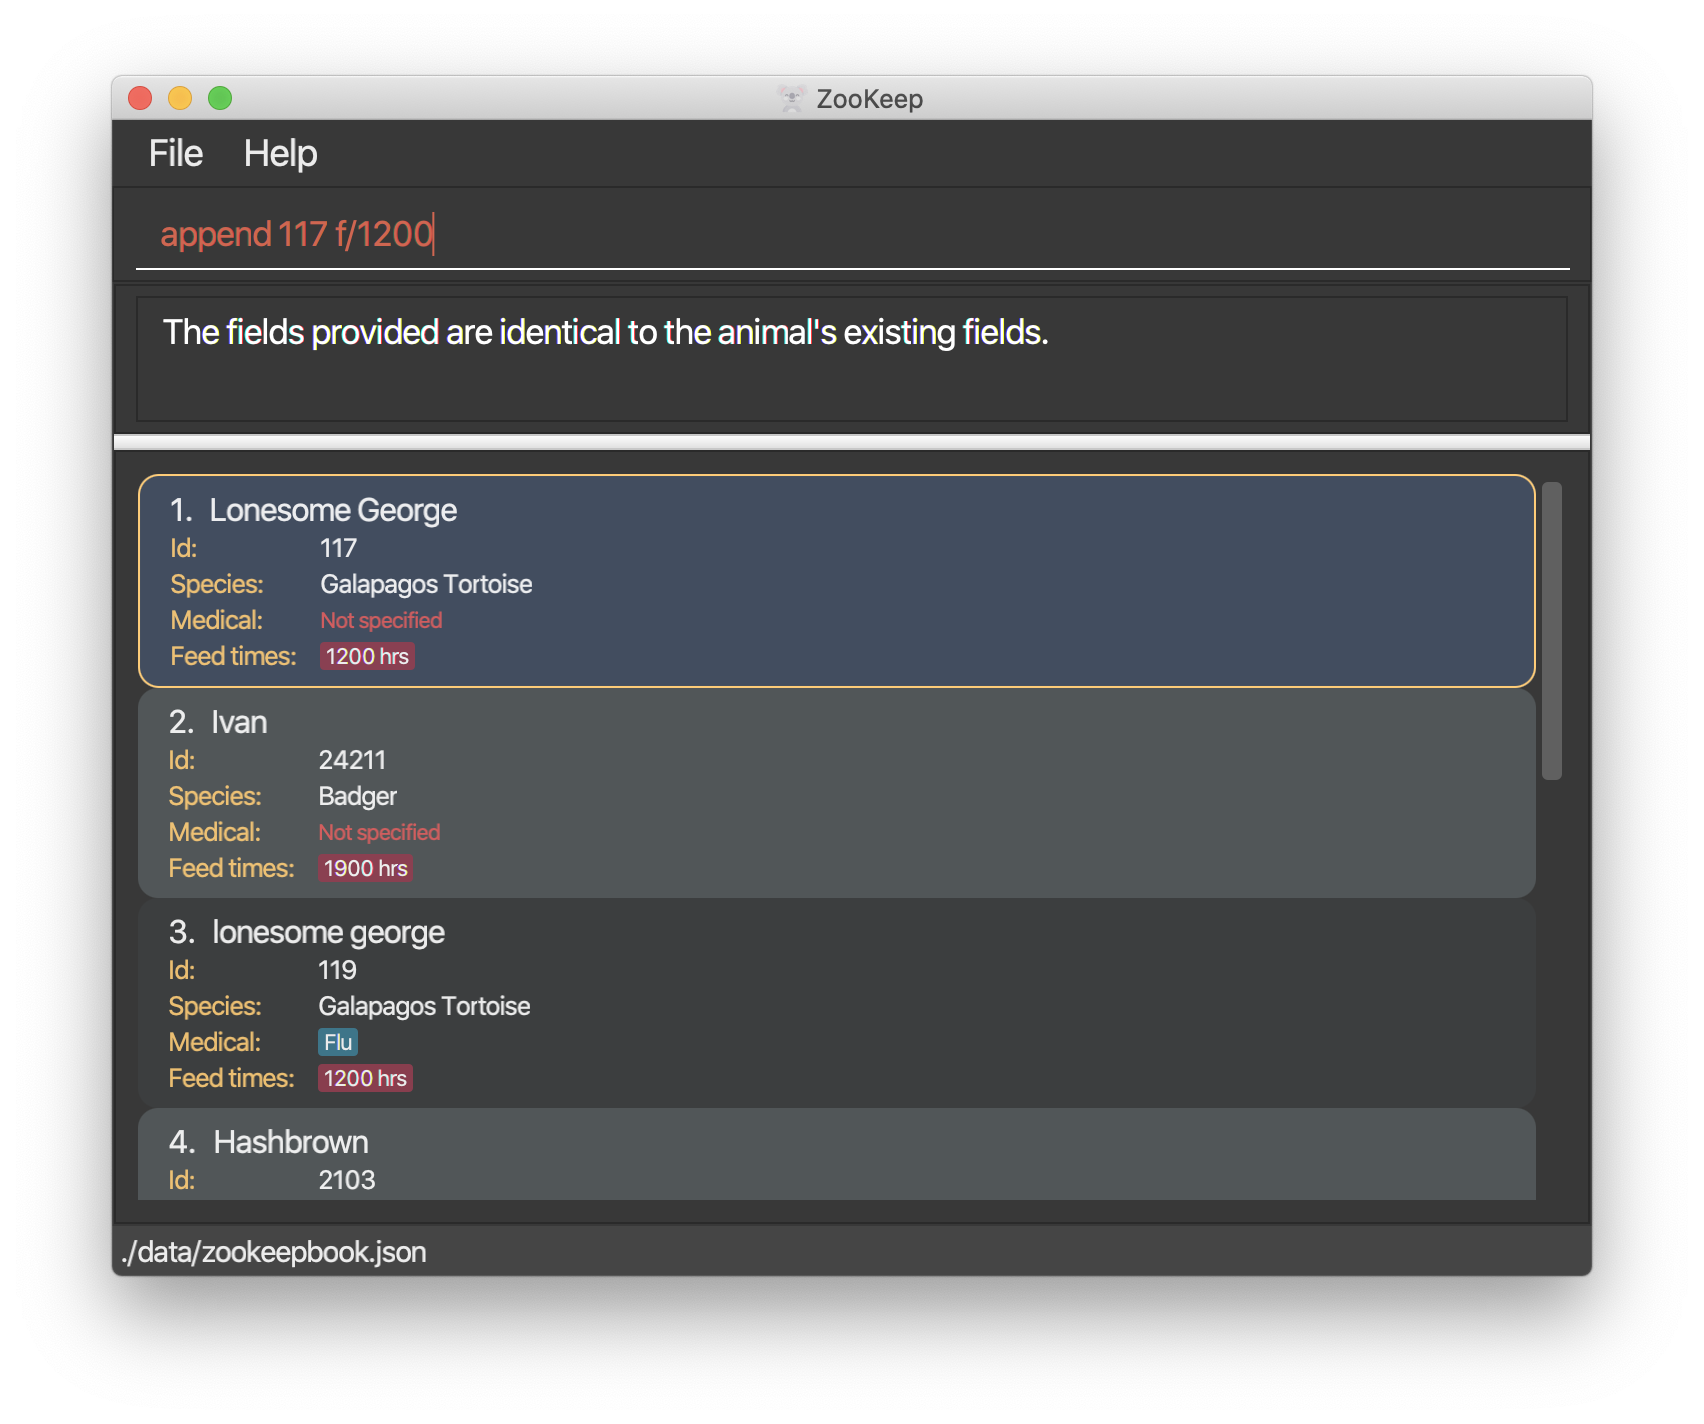 ZooKeep
File Help
append 117 f/1200
The fields provided are identical to the animal's existing fields.
1. Lonesome George
Id: 117
Species: Galapagos Tortoise
Medical: Not specified
Feed times: 1200 hrs
2. Ivan
Id: 24211
Species: Badger
Medical: Not specified
Feed times: 1900 hrs
3. lonesome george
Id: 119
Species: Galapagos Tortoise
Medical: Flu
Feed times: 1200 hrs
4. Hashbrown
Id: 2103
./data/zookeepbook.json